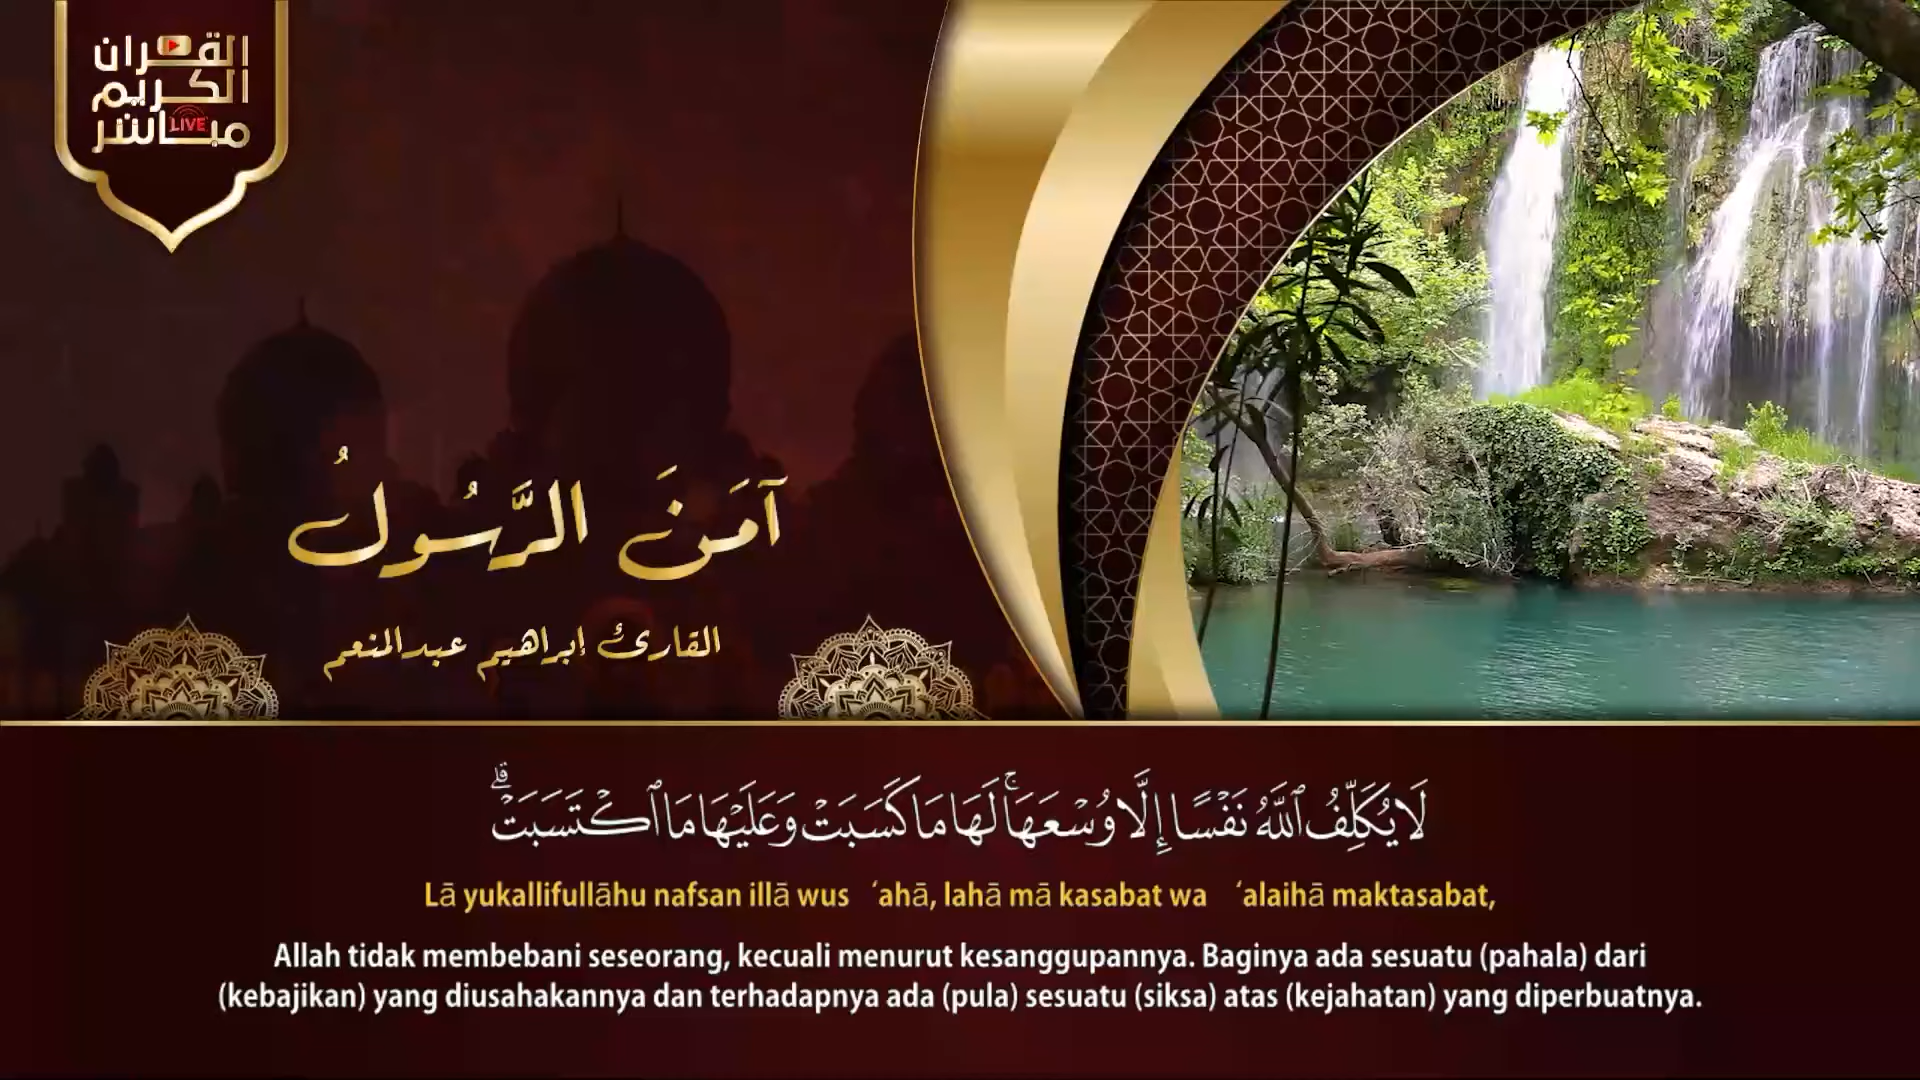 القرآن
الكريم
مباشر
LIVE
آمَنَ الرَّسُولُ
القارئ إبراهيم عبدالمنعم
لَا يُكَلِّفُ ٱللَّهُ نَفْسًا إِلَّا وُسْعَهَا ۚ لَهَا مَا كَسَبَتْ وَعَلَيْهَا مَا ٱكْتَسَبَتْ ۗ
Lā yukallifullāhu nafsan illā wus ‘ahā, lahā mā kasabat wa ‘alaihā maktasabat,
Allah tidak membebani seseorang, kecuali menurut kesanggupannya. Baginya ada sesuatu (pahala) dari
(kebajikan) yang diusahakannya dan terhadapnya ada (pula) sesuatu (siksa) atas (kejahatan) yang diperbuatnya.